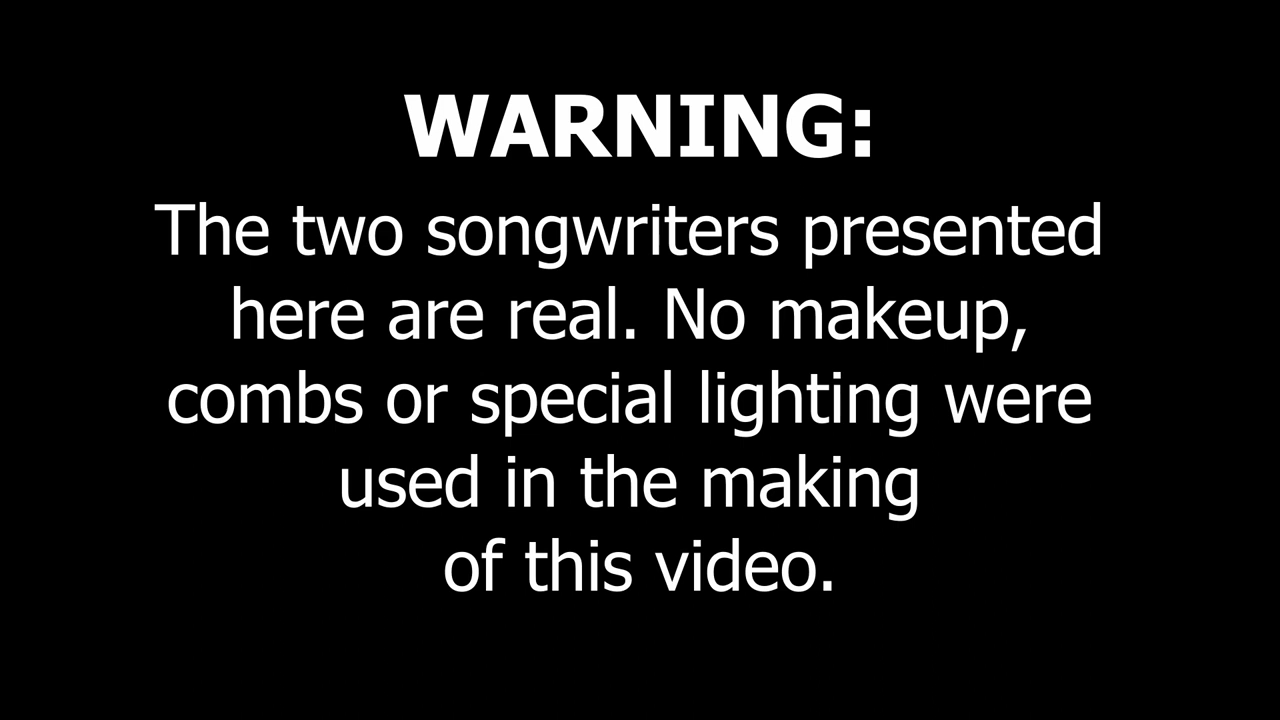 WARNING:
The two songwriters presented
here are real. No makeup,
combs or special lighting were
used in the making
of this video.